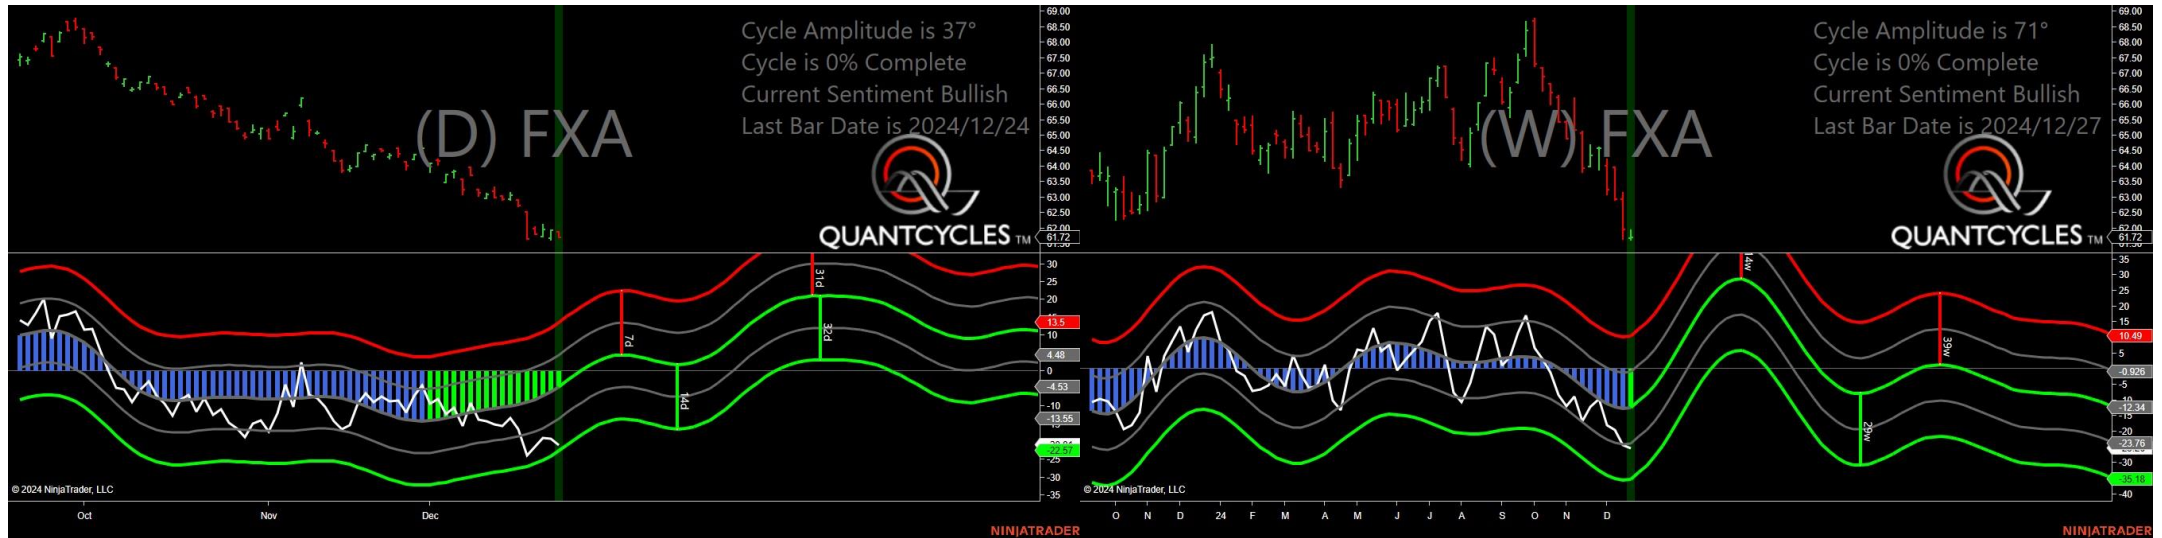 Cycle Amplitude is 37°
Cycle is 0% Complete
Current Sentiment Bullish
Last Bar Date is 2024/12/24
(D) FXA
QUANTCYCLES TM
69.00
68.50
68.00
67.50
67.00
66.50
66.00
65.50
65.00
64.50
64.00
63.50
63.00
62.50
62.00
61.72
30
25
20
15
13.5
10
4.48
0
-4.53
-10
-13.55
-22.57
-25
-30
-35
7d
14d
31d
32d
© 2024 NinjaTrader, LLC
Oct Nov Dec
NINJATRADER
Cycle Amplitude is 71°
Cycle is 0% Complete
Current Sentiment Bullish
Last Bar Date is 2024/12/27
(W) FXA
QUANTCYCLES TM
69.00
68.50
68.00
67.50
67.00
66.50
66.00
65.50
65.00
64.50
64.00
63.50
63.00
62.50
62.00
61.72
35
30
25
20
15
10.49
5
-0.926
-5
-12.34
-15
-20
-23.76
-30
-35.18
-40
14w
29w
39w
© 2024 NinjaTrader, LLC
O N D 24 F M A M J J A S O N D
NINJATRADER